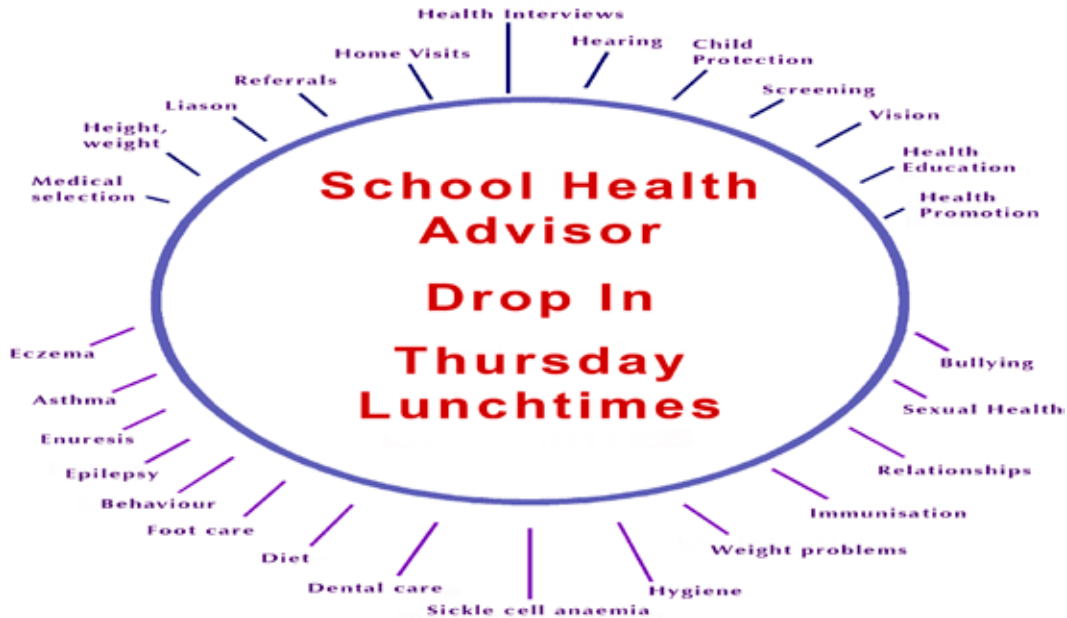 Health Interviews
Hearing
Child
Protection
Screening
Vision
Health
Education
Health
Promotion
Home Visits
Referrals
Liason
Height,
weight
Medical
selection
School Health
Advisor
Drop In
Thursday
Lunchtimes
Eczema
Asthma
Enuresis
Epilepsy
Behaviour
Foot care
Diet
Dental care
Sickle cell anaemia
Hygiene
Weight problems
Immunisation
Relationships
Sexual Health
Bullying